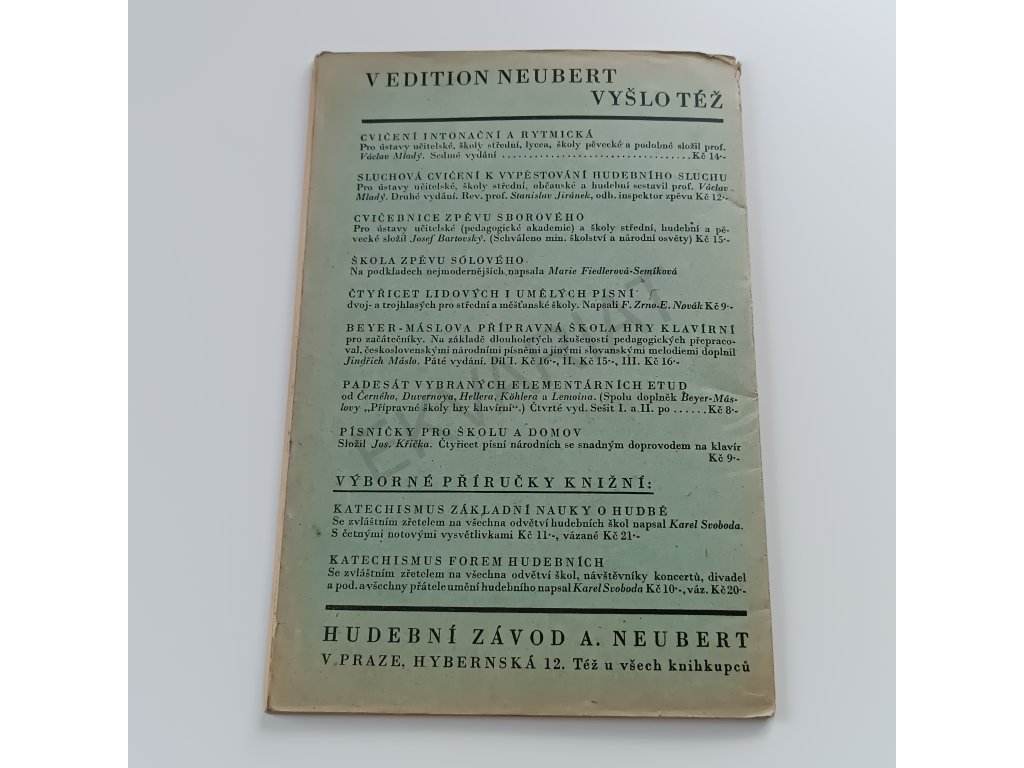 V EDITION NEUBERT
VYŠLO TÉŽ
CVIČENÍ INTONAČNÍ A RYTMICKÁ
Pro ústavy učitelské, školy střední, lycea, školy pěvecké a podobné složil prof.
Václav Mladý. Sedmé vydání ................................... Kč 14·-
SLUCHOVÁ CVIČENÍ K VYPĚSTOVÁNÍ HUDEBNÍHO SLUCHU
Pro ústavy učitelské, školy střední, občanské a hudební sestavil prof. Václav
Mladý. Druhé vydání. Rev. prof. Stanislav Jiránek, odb. inspektor zpěvu Kč 12·-
CVIČEBNICE ZPĚVU SBOROVÉHO
Pro ústavy učitelské (pedagogické akademie) a školy střední, hudební a pě-
vecké složil Josef Bartovský. (Schváleno min. školství a národní osvěty) Kč 15·-
ŠKOLA ZPĚVU SÓLOVÉHO
Na podkladech nejmodernějších napsala Marie Fiedlerová-Semíková
ČTYŘICET LIDOVÝCH I UMĚLÝCH PÍSNÍ
dvoj- a trojhlasých pro střední a měšťanské školy. Napsali F. Zrno-E. Novák Kč 9·-
BEYER-MÁSLOVA PŘÍPRAVNÁ ŠKOLA HRY KLAVÍRNÍ
pro začátečníky. Na základě dlouholetých zkušeností pedagogických přepraco-
val, československými národními písněmi a jinými slovanskými melodiemi doplnil
Jindřich Máslo. Páté vydání. Díl I. Kč 16·-, II. Kč 15·-, III. Kč 16·-
PADESÁT VYBRANÝCH ELEMENTÁRNÍCH ETUD
od Černého, Duvernoya, Hellera, Köhlera a Lemoina. (Spolu doplněk Beyer-Más-
lovy „Přípravné školy hry klavírní“.) Čtvrté vyd. Sešit I. a II. po ...... Kč 8·-
PÍSNIČKY PRO ŠKOLU A DOMOV
Složil Jos. Křička. Čtyřicet písní národních se snadným doprovodem na klavír
Kč 9·-
VÝBORNÉ PŘÍRUČKY KNIŽNÍ:
KATECHISMUS ZÁKLADNÍ NAUKY O HUDBĚ
Se zvláštním zřetelem na všechna odvětví hudebních škol napsal Karel Svoboda.
S četnými notovými vysvětlivkami Kč 11·-, vázané Kč 21·-
KATECHISMUS FOREM HUDEBNÍCH
Se zvláštním zřetelem na všechna odvětví škol, návštěvníky koncertů, divadel
a pod. a všechny přátele umění hudebního napsal Karel Svoboda Kč 10·-, váz. Kč 20·-
HUDEBNÍ ZÁVOD A. NEUBERT
V PRAZE, HYBERNSKÁ 12. Též u všech knihkupců